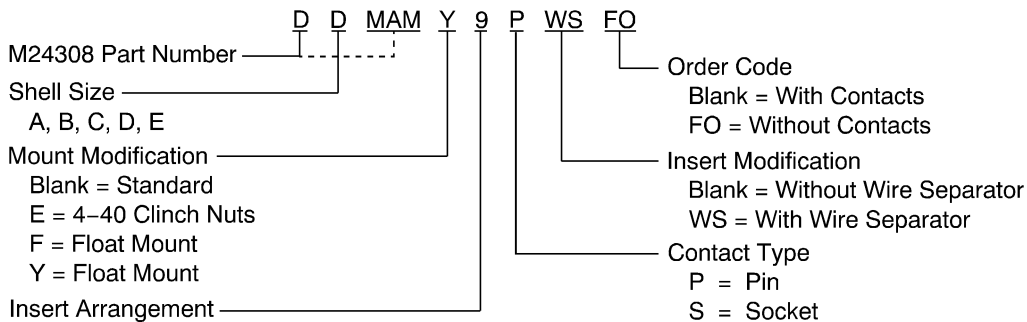 D D MAM Y 9 P WS FO
M24308 Part Number
Shell Size
A, B, C, D, E
Mount Modification
Blank = Standard
E = 4–40 Clinch Nuts
F = Float Mount
Y = Float Mount
Insert Arrangement
Order Code
Blank = With Contacts
FO = Without Contacts
Insert Modification
Blank = Without Wire Separator
WS = With Wire Separator
Contact Type
P = Pin
S = Socket